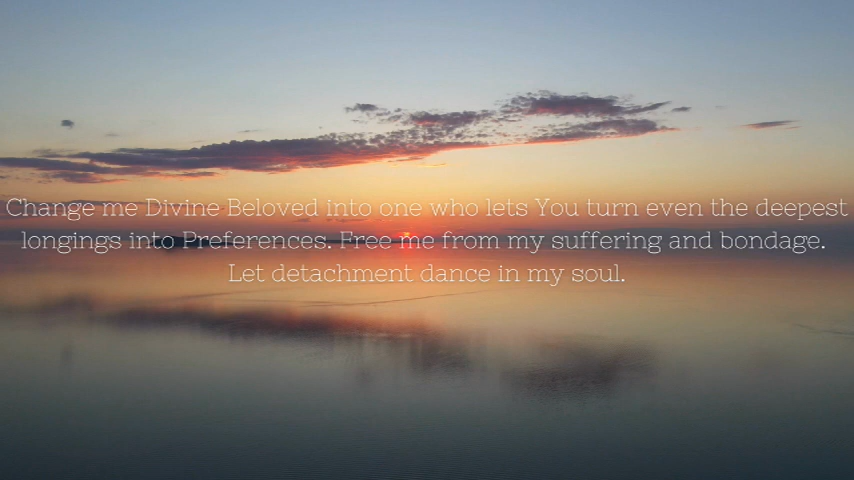 Change me Divine Beloved into one who lets You turn even the deepest
longings into Preferences. Free me from my suffering and bondage.
Let detachment dance in my soul.